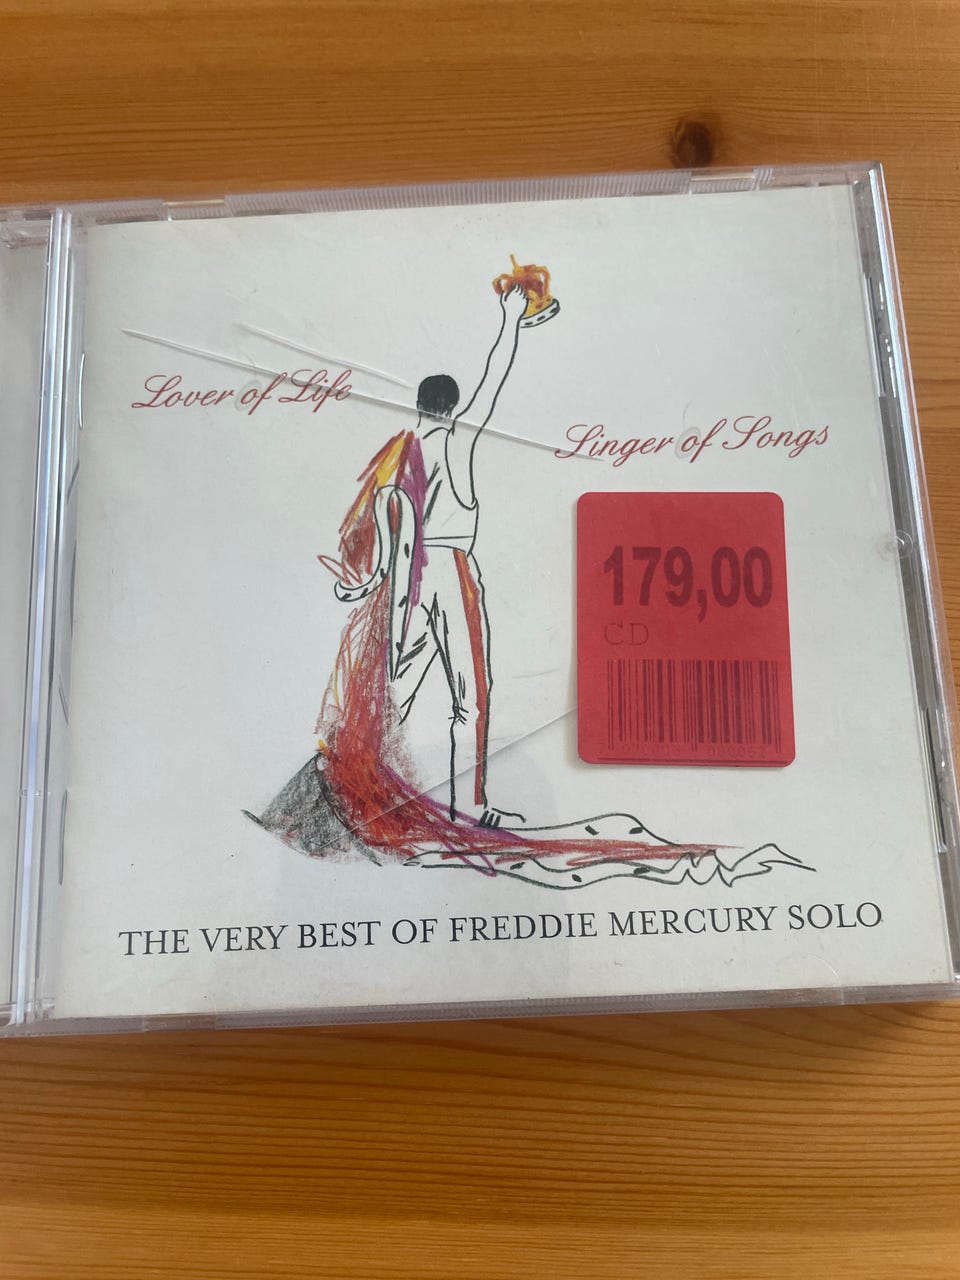 Lover of Life
Singer of Songs
179,00
CD
THE VERY BEST OF FREDDIE MERCURY SOLO